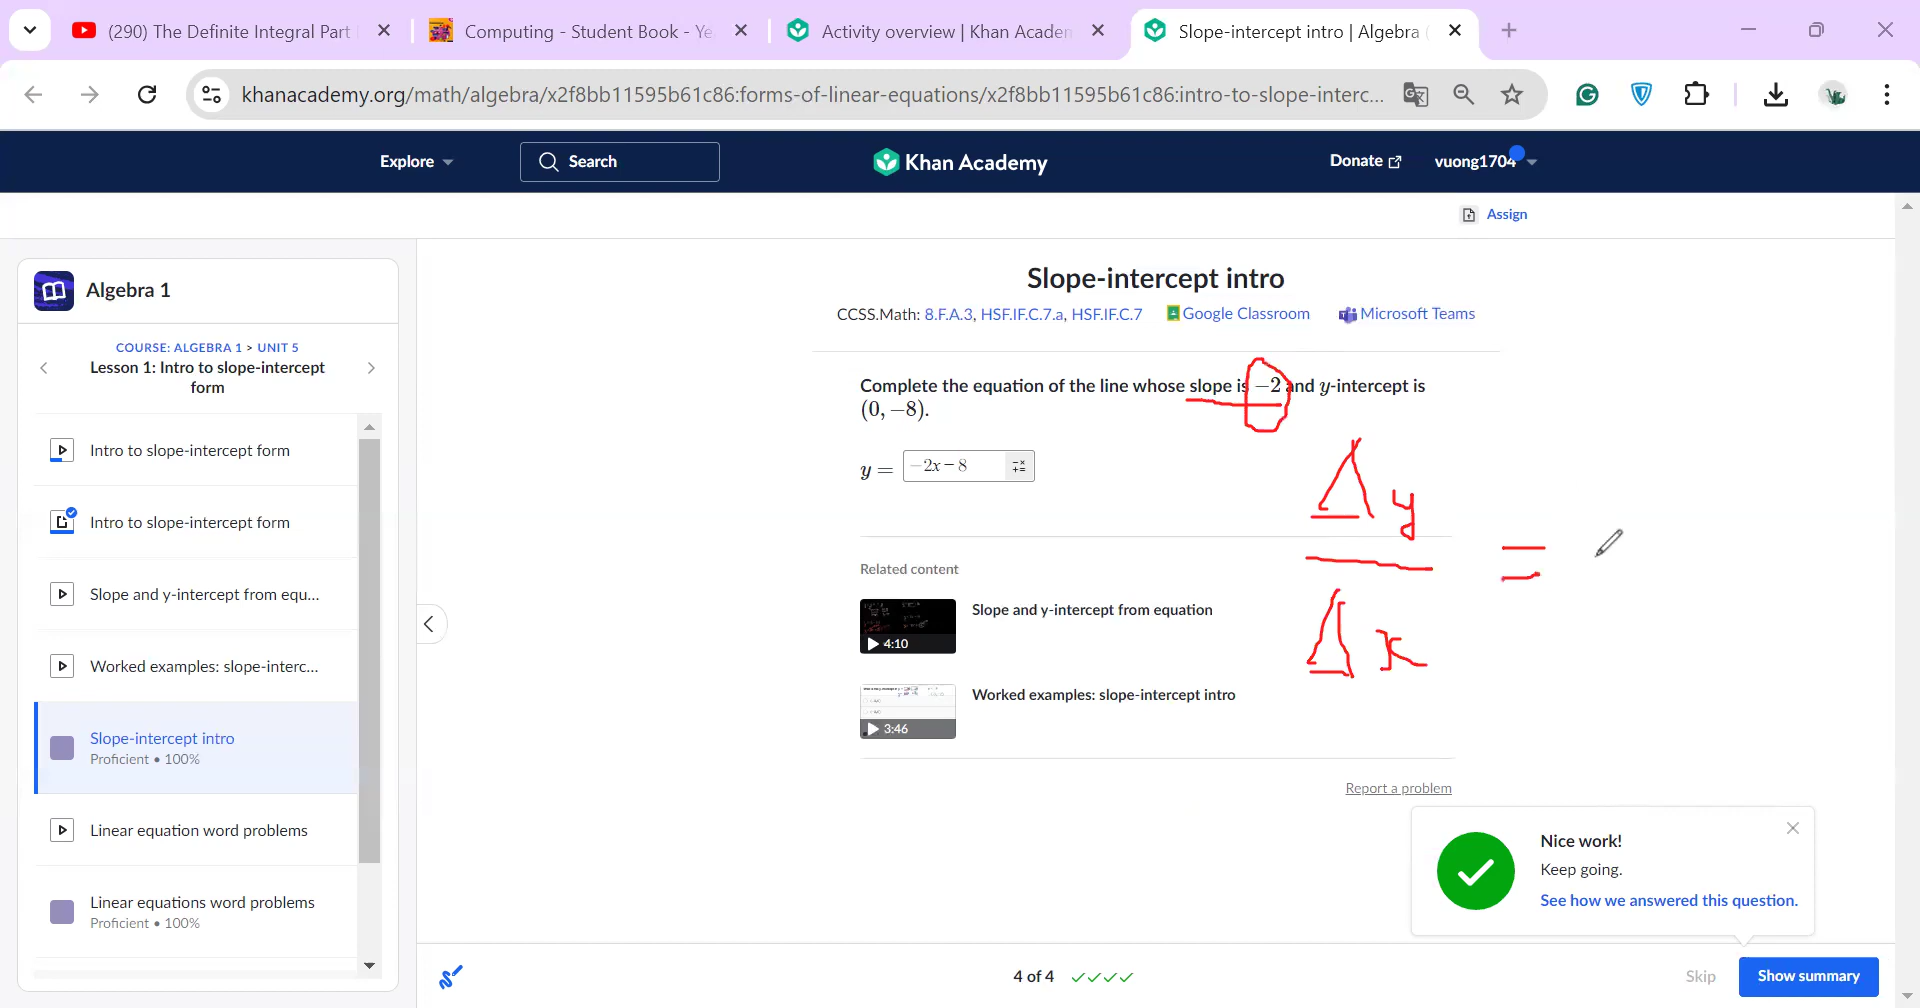 (290) The Definite Integral Part
Computing - Student Book - Ye
Activity overview | Khan Academ
Slope-intercept intro | Algebra (
khanacademy.org/math/algebra/x2f8bb11595b61c86:forms-of-linear-equations/x2f8bb11595b61c86:intro-to-slope-interc...
Explore
Search
Khan Academy
Donate
vuong1704
Assign
Algebra 1
COURSE: ALGEBRA 1 > UNIT 5
Lesson 1: Intro to slope-intercept
form
Intro to slope-intercept form
Intro to slope-intercept form
Slope and y-intercept from equ...
Worked examples: slope-interc...
Slope-intercept intro
Proficient • 100%
Linear equation word problems
Linear equations word problems
Proficient • 100%
Slope-intercept intro
CCSS.Math: 8.F.A.3, HSF.IF.C.7.a, HSF.IF.C.7
Google Classroom
Microsoft Teams
Complete the equation of the line whose slope is −2 and y-intercept is
(0, −8).
y = −2x − 8
Δy
Δx
=
Related content
4:10
Slope and y-intercept from equation
3:46
Worked examples: slope-intercept intro
Report a problem
Nice work!
Keep going.
See how we answered this question.
4 of 4
Skip
Show summary